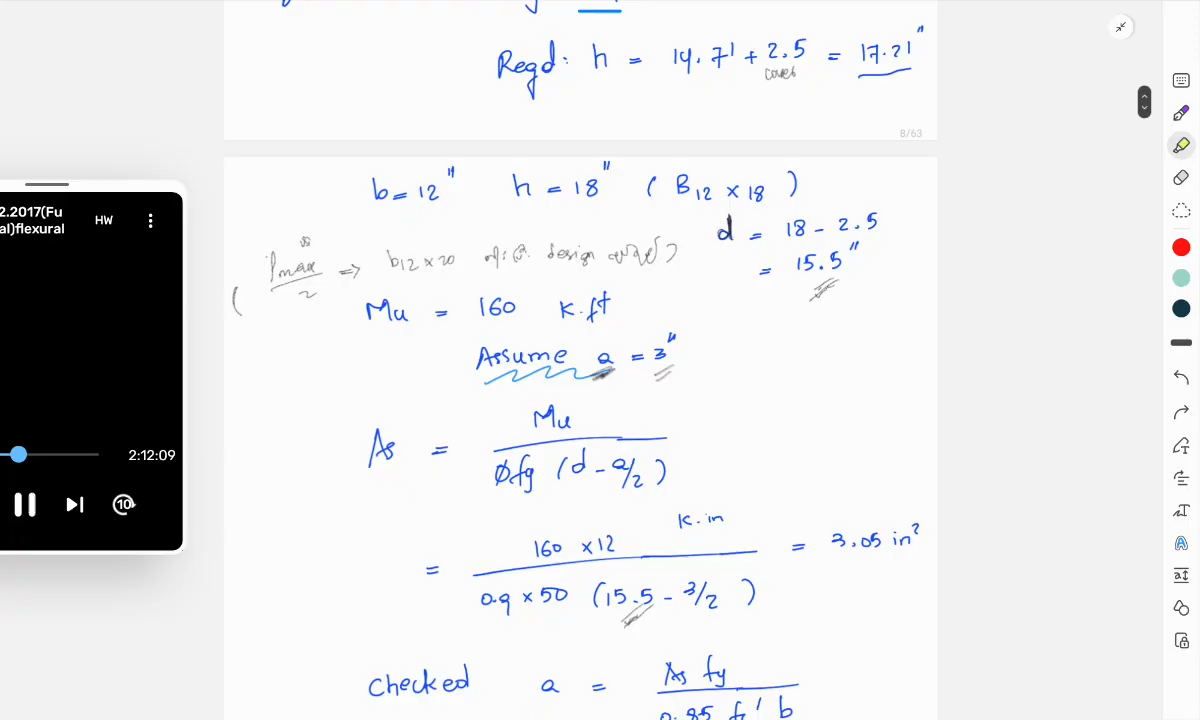 Reqd: h = 14.71 + 2.5 = 17.21"
cover
8/63
b = 12" h = 18" ( B12 x 18 )
d = 18 - 2.5
= 15.5"
( ρmax / 2 => b12 x 20 design )
Mu = 160 k.ft
Assume a = 3"
As = Mu / Øfy (d - a/2)
k.in
= 160 x 12 / 0.9 x 50 (15.5 - 3/2) = 3.05 in²
checked a = As fy / 0.85 fc' b
2.2017(Fu
al)flexural
HW
2:12:09
10